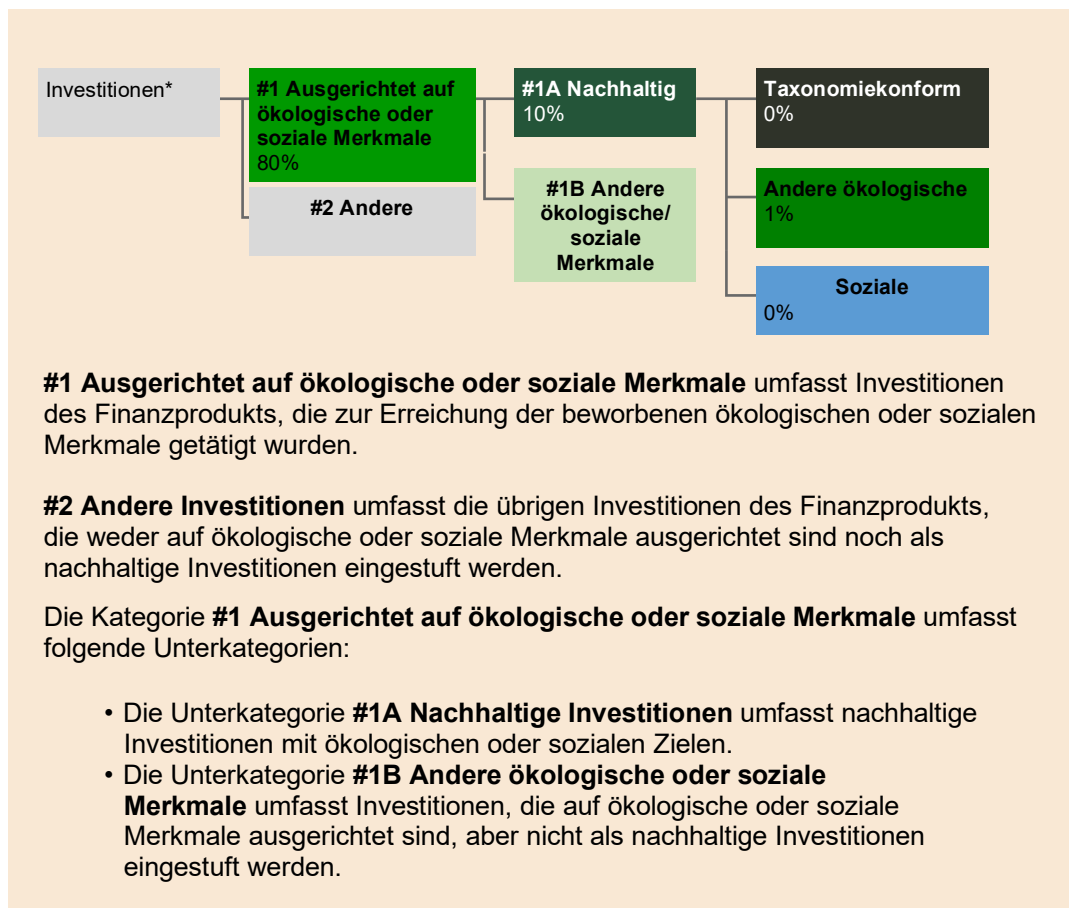 Investitionen*
#1 Ausgerichtet auf
ökologische oder
soziale Merkmale
80%
#2 Andere
#1A Nachhaltig
10%
#1B Andere
ökologische/
soziale
Merkmale
Taxonomiekonform
0%
Andere ökologische
1%
Soziale
0%
#1 Ausgerichtet auf ökologische oder soziale Merkmale umfasst Investitionen
des Finanzprodukts, die zur Erreichung der beworbenen ökologischen oder sozialen
Merkmale getätigt wurden.
#2 Andere Investitionen umfasst die übrigen Investitionen des Finanzprodukts,
die weder auf ökologische oder soziale Merkmale ausgerichtet sind noch als
nachhaltige Investitionen eingestuft werden.
Die Kategorie #1 Ausgerichtet auf ökologische oder soziale Merkmale umfasst
folgende Unterkategorien:
• Die Unterkategorie #1A Nachhaltige Investitionen umfasst nachhaltige
Investitionen mit ökologischen oder sozialen Zielen.
• Die Unterkategorie #1B Andere ökologische oder soziale
Merkmale umfasst Investitionen, die auf ökologische oder soziale
Merkmale ausgerichtet sind, aber nicht als nachhaltige Investitionen
eingestuft werden.